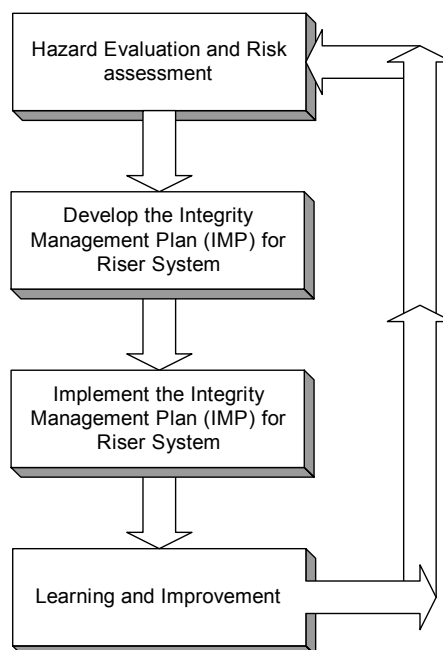 Hazard Evaluation and Risk
assessment
Develop the Integrity
Management Plan (IMP) for
Riser System
Implement the Integrity
Management Plan (IMP) for
Riser System
Learning and Improvement